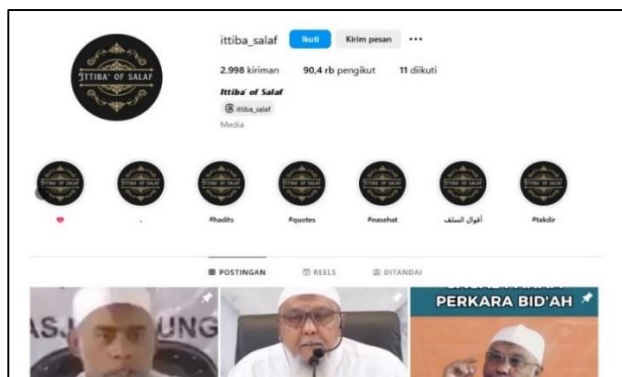 ittiba_salaf Ikuti Kirim pesan
2.998 kiriman 90,4 rb pengikut 11 diikuti
Ittiba' of Salaf
ittiba_salaf
Media
ITTIBA' OF SALAF
ITTIBA' OF SALAF ITTIBA' OF SALAF ITTIBA' OF SALAF ITTIBA' OF SALAF ITTIBA' OF SALAF ITTIBA' OF SALAF ITTIBA' OF SALAF
. #hadits #quotes #nasehat أقوال السلف #takdir
POSTINGAN REELS DITANDAI
PERKARA BID'AH